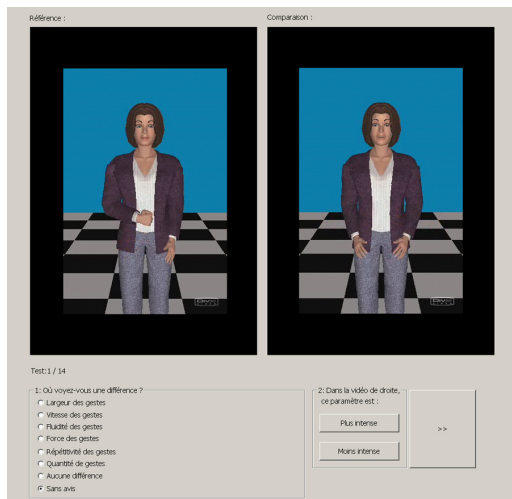 Référence :
Comparaison :
Test:1 / 14
1: Où voyez-vous une différence ?
Largeur des gestes
Vitesse des gestes
Fluidité des gestes
Force des gestes
Répétitivité des gestes
Quantité de gestes
Aucune différence
Sans avis
2: Dans la vidéo de droite,
ce paramètre est :
Plus intense
Moins intense
>>